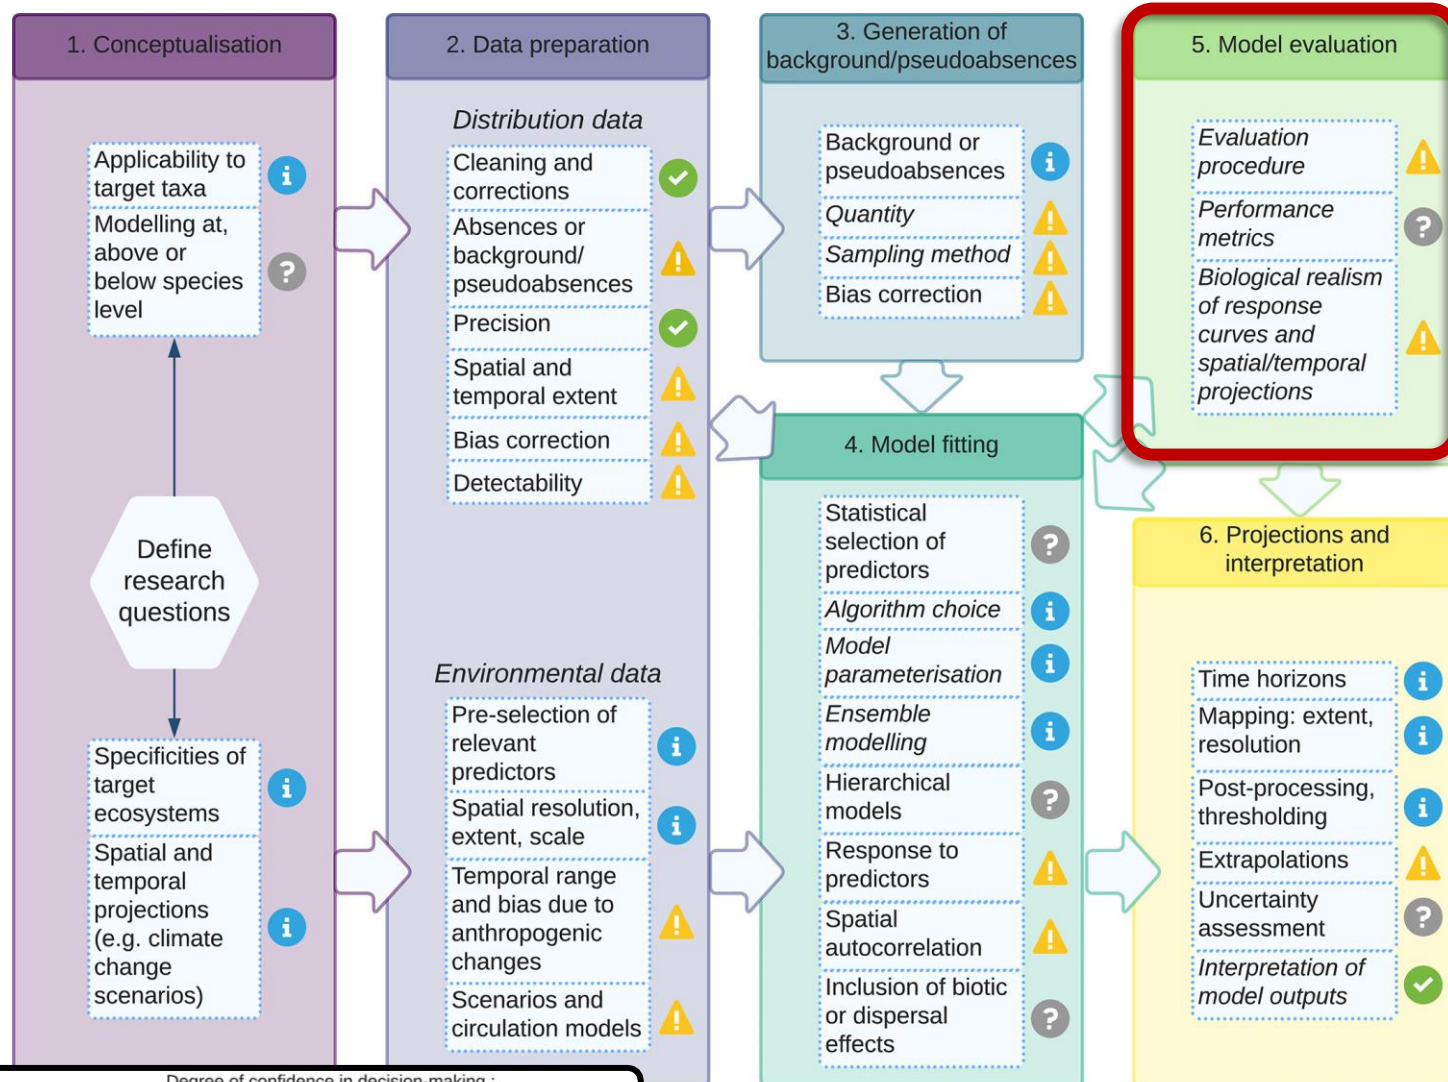 1. Conceptualisation
Applicability to
target taxa
Modelling at,
above or
below species
level
Define
research
questions
Specificities of
target
ecosystems
Spatial and
temporal
projections
(e.g. climate
change
scenarios)
2. Data preparation
Distribution data
Cleaning and
corrections
Absences or
background/
pseudoabsences
Precision
Spatial and
temporal extent
Bias correction
Detectability
Environmental data
Pre-selection of
relevant
predictors
Spatial resolution,
extent, scale
Temporal range
and bias due to
anthropogenic
changes
Scenarios and
circulation models
3. Generation of
background/pseudoabsences
Background or
pseudoabsences
Quantity
Sampling method
Bias correction
4. Model fitting
Statistical
selection of
predictors
Algorithm choice
Model
parameterisation
Ensemble
modelling
Hierarchical
models
Response to
predictors
Spatial
autocorrelation
Inclusion of biotic
or dispersal
effects
5. Model evaluation
Evaluation
procedure
Performance
metrics
Biological realism
of response
curves and
spatial/temporal
projections
6. Projections and
interpretation
Time horizons
Mapping: extent,
resolution
Post-processing,
thresholding
Extrapolations
Uncertainty
assessment
Interpretation of
model outputs
Degree of confidence in decision-making :